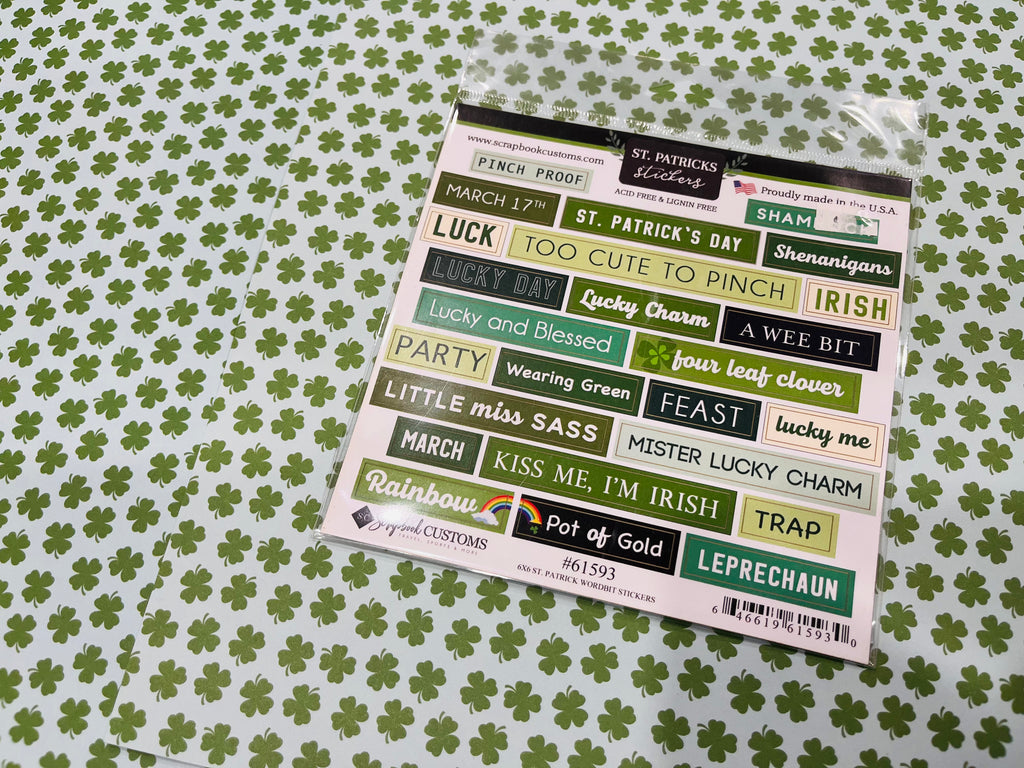 www.scrapbookcustoms.com
ST. PATRICKS
stickers
ACID FREE & LIGNIN FREE
Proudly made in the U.S.A.
PINCH PROOF
MARCH 17TH
ST. PATRICK'S DAY
SHAM
LUCK
TOO CUTE TO PINCH
Shenanigans
LUCKY DAY
Lucky Charm
IRISH
Lucky and Blessed
A WEE BIT
PARTY
four leaf clover
Wearing Green
FEAST
lucky me
LITTLE miss SASS
MISTER LUCKY CHARM
MARCH
KISS ME, I'M IRISH
TRAP
Rainbow
Pot of Gold
LEPRECHAUN
SC
Scrapbook CUSTOMS
TRAVEL, SPORTS & MORE
#61593
6X6 ST. PATRICK WORDBIT STICKERS
6 46619 61593 0